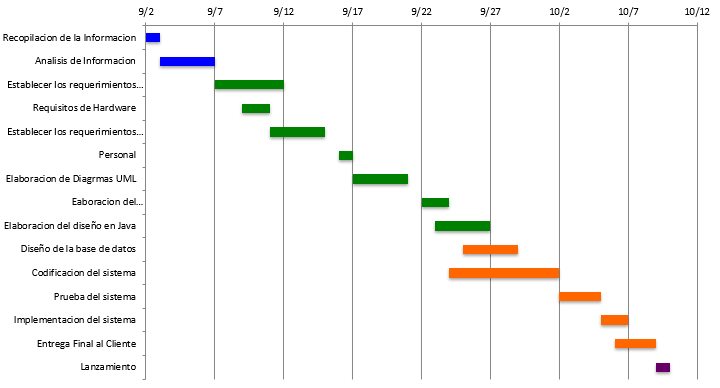 9/2 9/7 9/12 9/17 9/22 9/27 10/2 10/7 10/12
Recopilacion de la Informacion
Analisis de Informacion
Establecer los requerimientos...
Requisitos de Hardware
Establecer los requerimientos...
Personal
Elaboracion de Diagrmas UML
Eaboracion del...
Elaboracion del diseño en Java
Diseño de la base de datos
Codificacion del sistema
Prueba del sistema
Implementacion del sistema
Entrega Final al Cliente
Lanzamiento